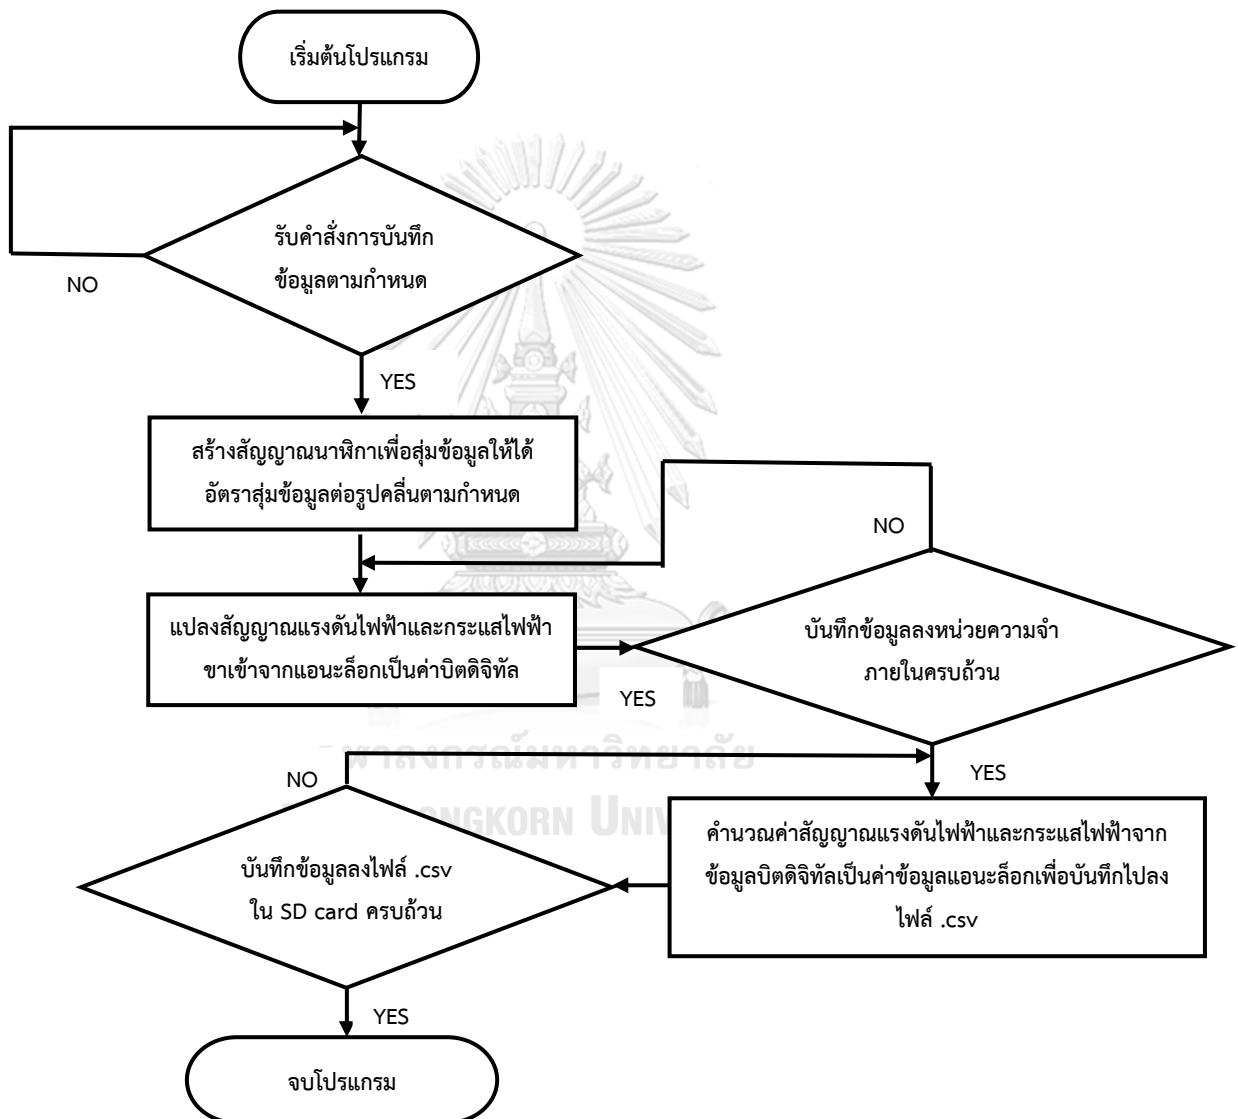 เริ่มต้นโปรแกรม
รับคำสั่งการบันทึก
ข้อมูลตามกำหนด
NO
YES
สร้างสัญญาณนาฬิกาเพื่อสุ่มข้อมูลให้ได้
อัตราสุ่มข้อมูลต่อรูปคลื่นตามกำหนด
NO
แปลงสัญญาณแรงดันไฟฟ้าและกระแสไฟฟ้า
ขาเข้าจากแอนะล็อกเป็นค่าบิตดิจิทัล
YES
บันทึกข้อมูลลงหน่วยความจำ
ภายในครบถ้วน
YES
คำนวณค่าสัญญาณแรงดันไฟฟ้าและกระแสไฟฟ้าจาก
ข้อมูลบิตดิจิทัลเป็นค่าข้อมูลแอนะล็อกเพื่อบันทึกไปลง
ไฟล์ .csv
NO
บันทึกข้อมูลลงไฟล์ .csv
ใน SD card ครบถ้วน
YES
จบโปรแกรม